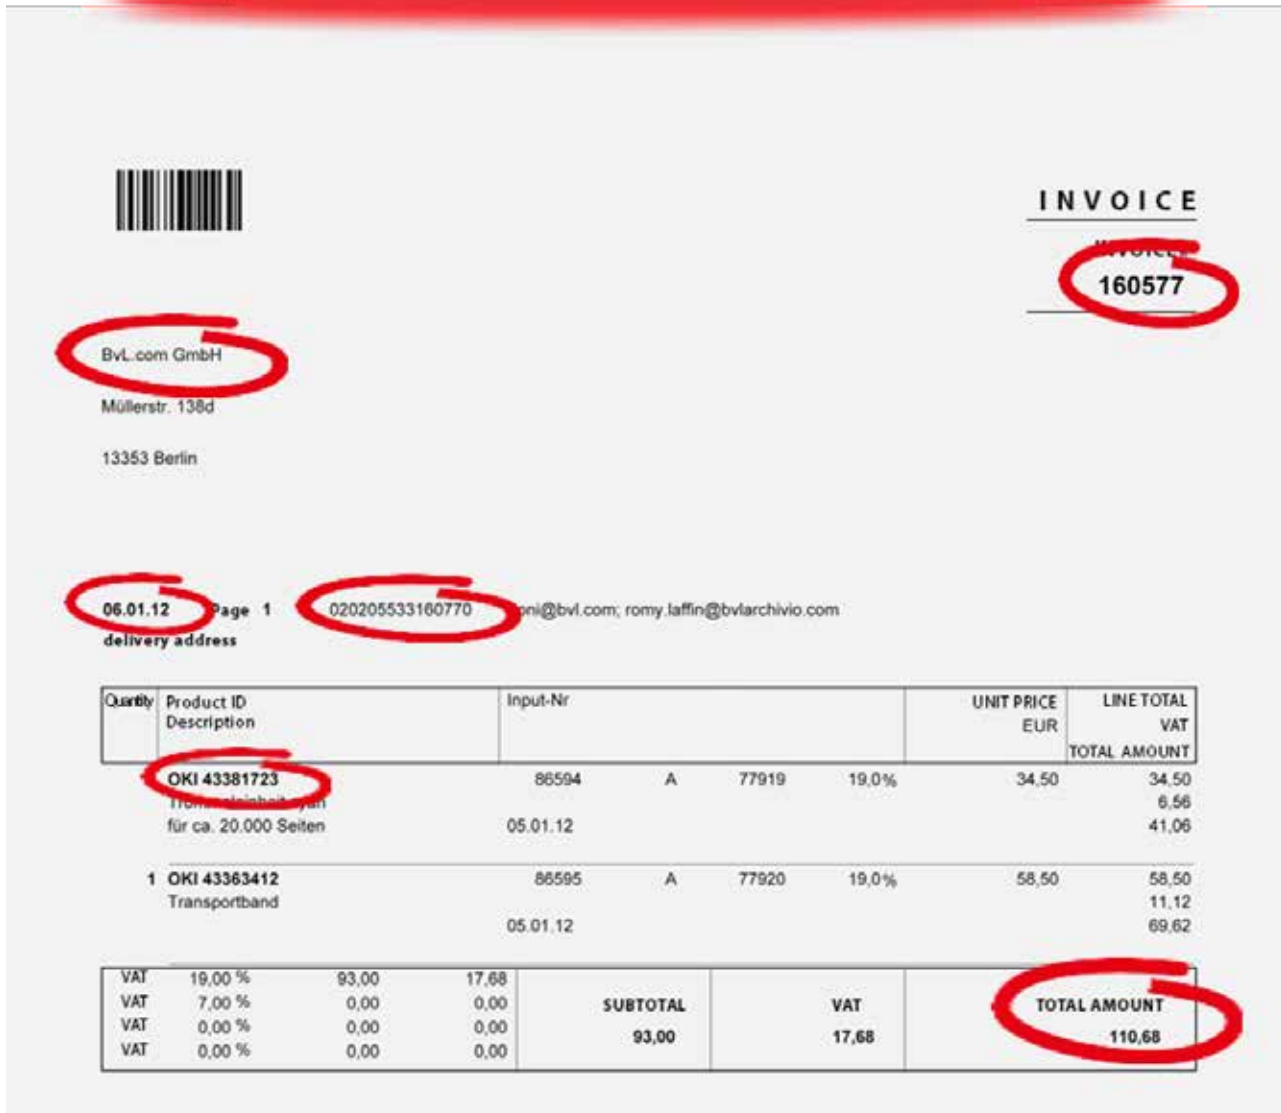 INVOICE
INVOICE#
160577
BvL.com GmbH
Müllerstr. 138d
13353 Berlin
06.01.12 Page 1 020205533160770 @bvl.com; romy.laffin@bvlarchivio.com
delivery address
Quantity Product ID Input-Nr UNIT PRICE LINE TOTAL
Description EUR VAT
TOTAL AMOUNT
OKI 43381723 86594 A 77919 19,0% 34,50 34,50
Trommeleinheit cyan 6,56
für ca. 20.000 Seiten 05.01.12 41,06
1 OKI 43363412 86595 A 77920 19,0% 58,50 58,50
Transportband 11,12
05.01.12 69,62
VAT 19,00 % 93,00 17,68
VAT 7,00 % 0,00 0,00 SUBTOTAL VAT TOTAL AMOUNT
VAT 0,00 % 0,00 0,00 93,00 17,68 110,68
VAT 0,00 % 0,00 0,00